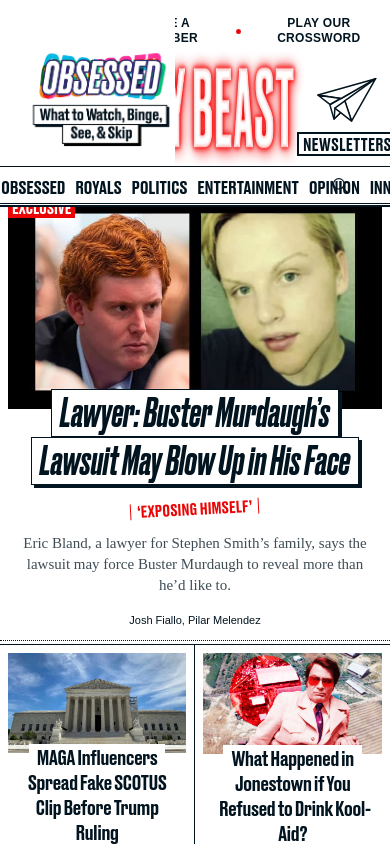 E A
BER
PLAY OUR
CROSSWORD
OBSESSED
What to Watch, Binge,
See, & Skip
Y BEAST
NEWSLETTERS
OBSESSED ROYALS POLITICS ENTERTAINMENT OPINION INN
EXCLUSIVE
Lawyer: Buster Murdaugh's
Lawsuit May Blow Up in His Face
'EXPOSING HIMSELF'
Eric Bland, a lawyer for Stephen Smith's family, says the
lawsuit may force Buster Murdaugh to reveal more than
he'd like to.
Josh Fiallo, Pilar Melendez
MAGA Influencers
Spread Fake SCOTUS
Clip Before Trump
Ruling
What Happened in
Jonestown if You
Refused to Drink Kool-
Aid?